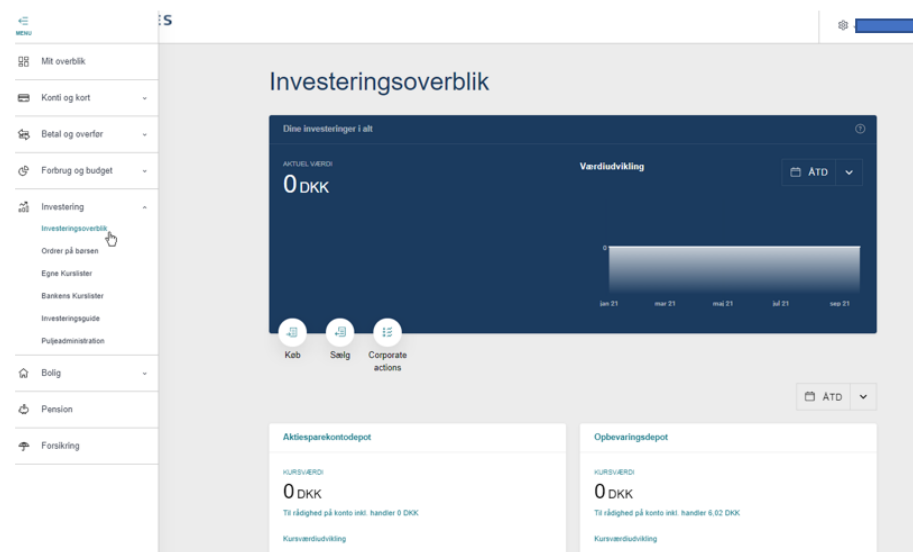 MENU
ES
Mit overblik
Konti og kort
Betal og overfør
Forbrug og budget
Investering
Investeringsoverblik
Ordrer på børsen
Egne Kurslister
Bankens Kurslister
Investeringsguide
Puljeadministration
Bolig
Pension
Forsikring
Investeringsoverblik
Dine investeringer i alt
AKTUEL VÆRDI
0 DKK
Værdiudvikling
ÅTD
0
jan 21 mar 21 maj 21 jul 21 sep 21
Køb Sælg Corporate
actions
ÅTD
Aktiesparekontodepot
KURSVÆRDI
0 DKK
Til rådighed på konto inkl. handler 0 DKK
Kursværdiudvikling
Opbevaringsdepot
KURSVÆRDI
0 DKK
Til rådighed på konto inkl. handler 6.02 DKK
Kursværdiudvikling